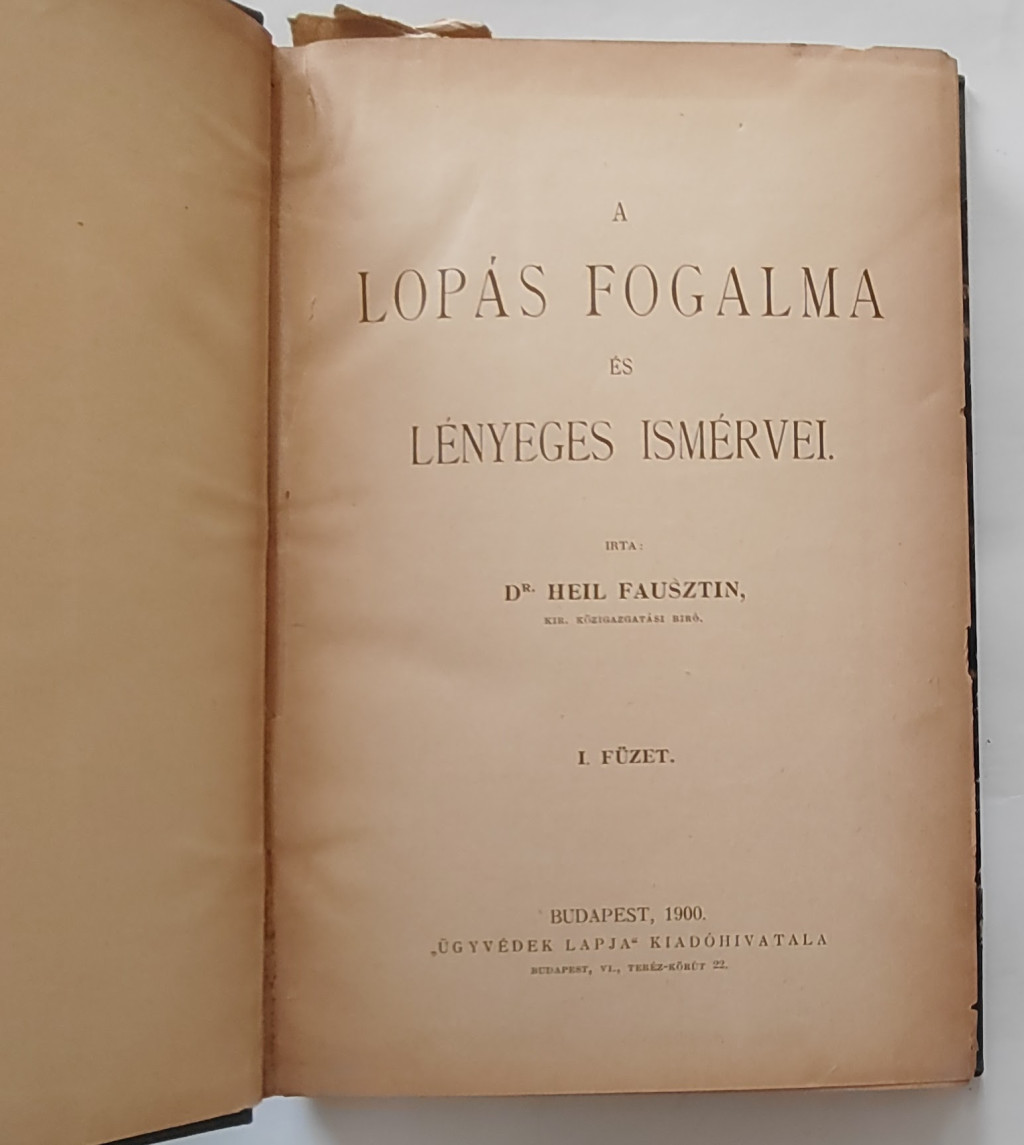 A
LOPÁS FOGALMA
ÉS
LÉNYEGES ISMÉRVEI.
IRTA:
DR. HEIL FAUSZTIN,
KIR. KÖZIGAZGATÁSI BIRÓ.
I. FÜZET.
BUDAPEST, 1900.
„ÜGYVÉDEK LAPJA“ KIADÓHIVATALA
BUDAPEST, VI., TERÉZ-KÖRÚT 22.